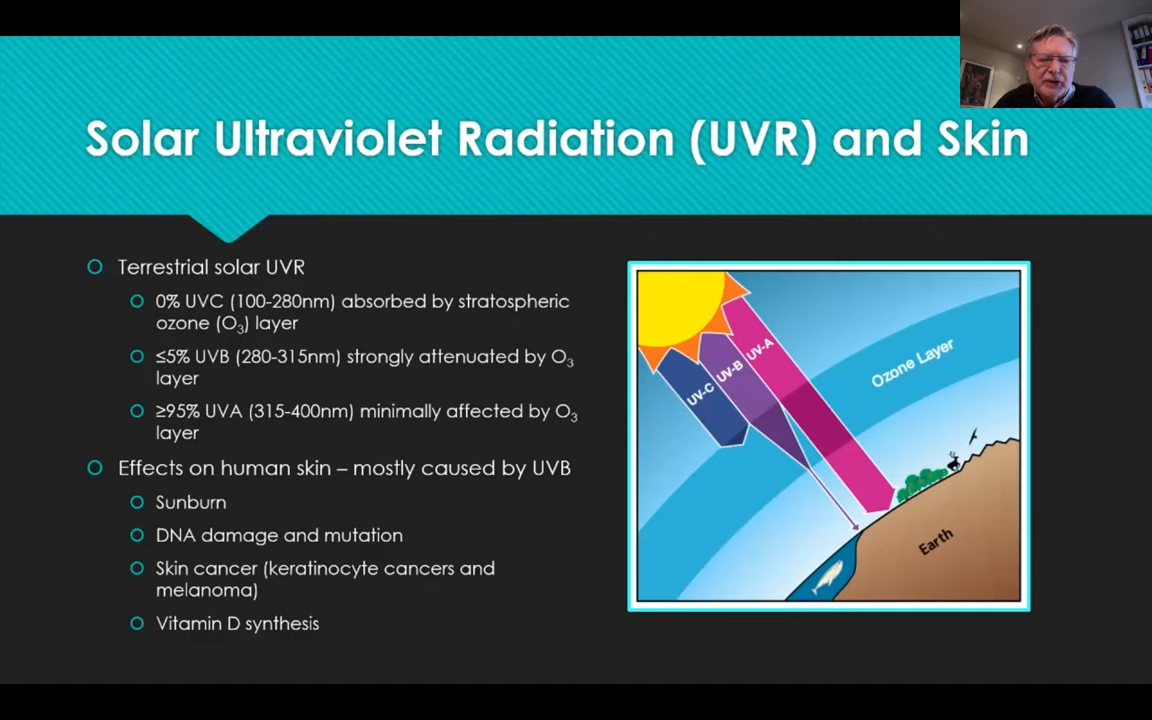 Solar Ultraviolet Radiation (UVR) and Skin
Terrestrial solar UVR
0% UVC (100-280nm) absorbed by stratospheric
ozone (O₃) layer
≤5% UVB (280-315nm) strongly attenuated by O₃
layer
≥95% UVA (315-400nm) minimally affected by O₃
layer
Effects on human skin – mostly caused by UVB
Sunburn
DNA damage and mutation
Skin cancer (keratinocyte cancers and
melanoma)
Vitamin D synthesis
UV-C
UV-B
UV-A
Ozone Layer
Earth